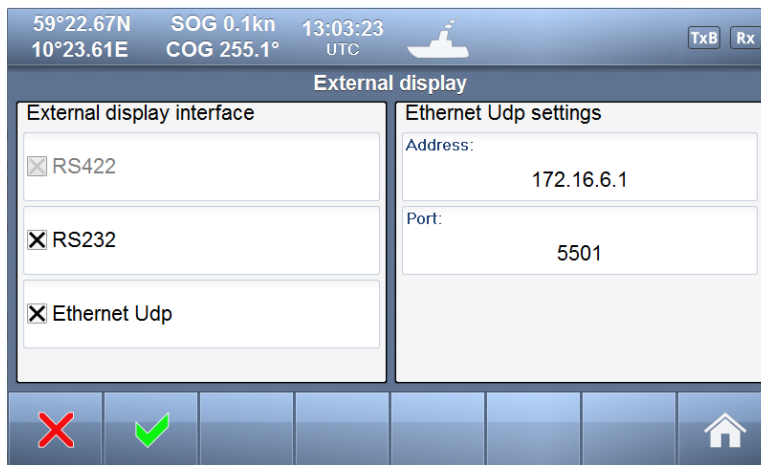 59°22.67N SOG 0.1kn 13:03:23 TxB Rx
10°23.61E COG 255.1° UTC
External display
External display interface
RS422
RS232
Ethernet Udp
Ethernet Udp settings
Address:
172.16.6.1
Port:
5501